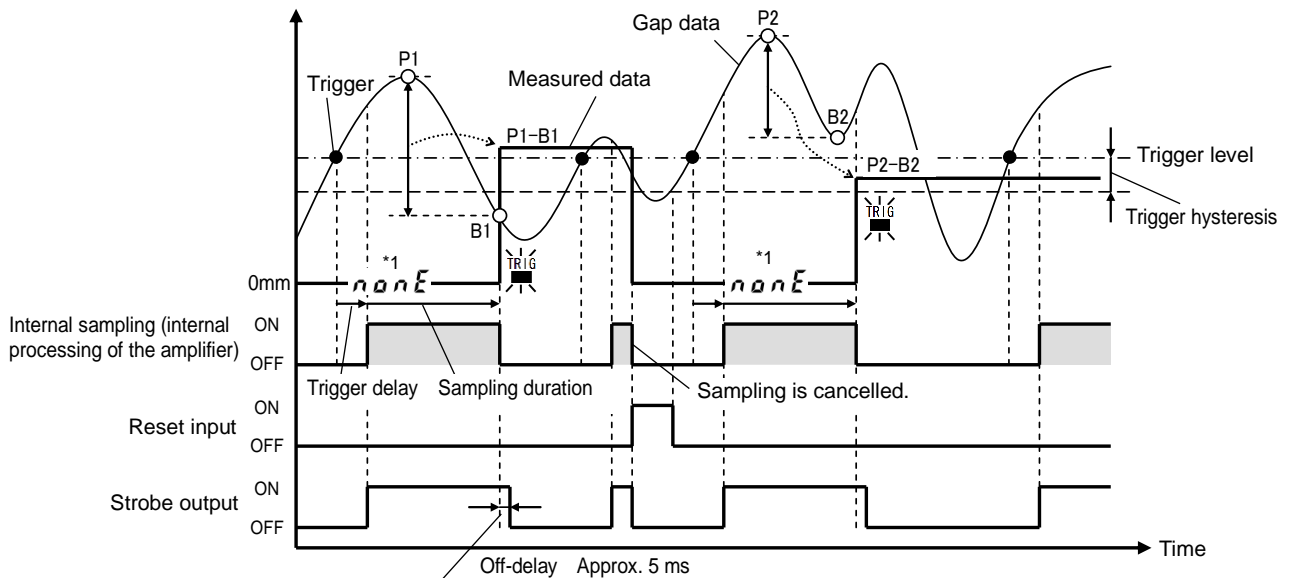 P2
Gap data
P1
Trigger
Measured data
B2
P1-B1
Trigger level
P2-B2
TRIG
Trigger hysteresis
B1
TRIG
*1
*1
0mm
nonE
nonE
Internal sampling (internal
processing of the amplifier)
ON
OFF
Trigger delay
Sampling duration
Sampling is cancelled.
Reset input
ON
OFF
Strobe output
ON
OFF
Time
Off-delay Approx. 5 ms